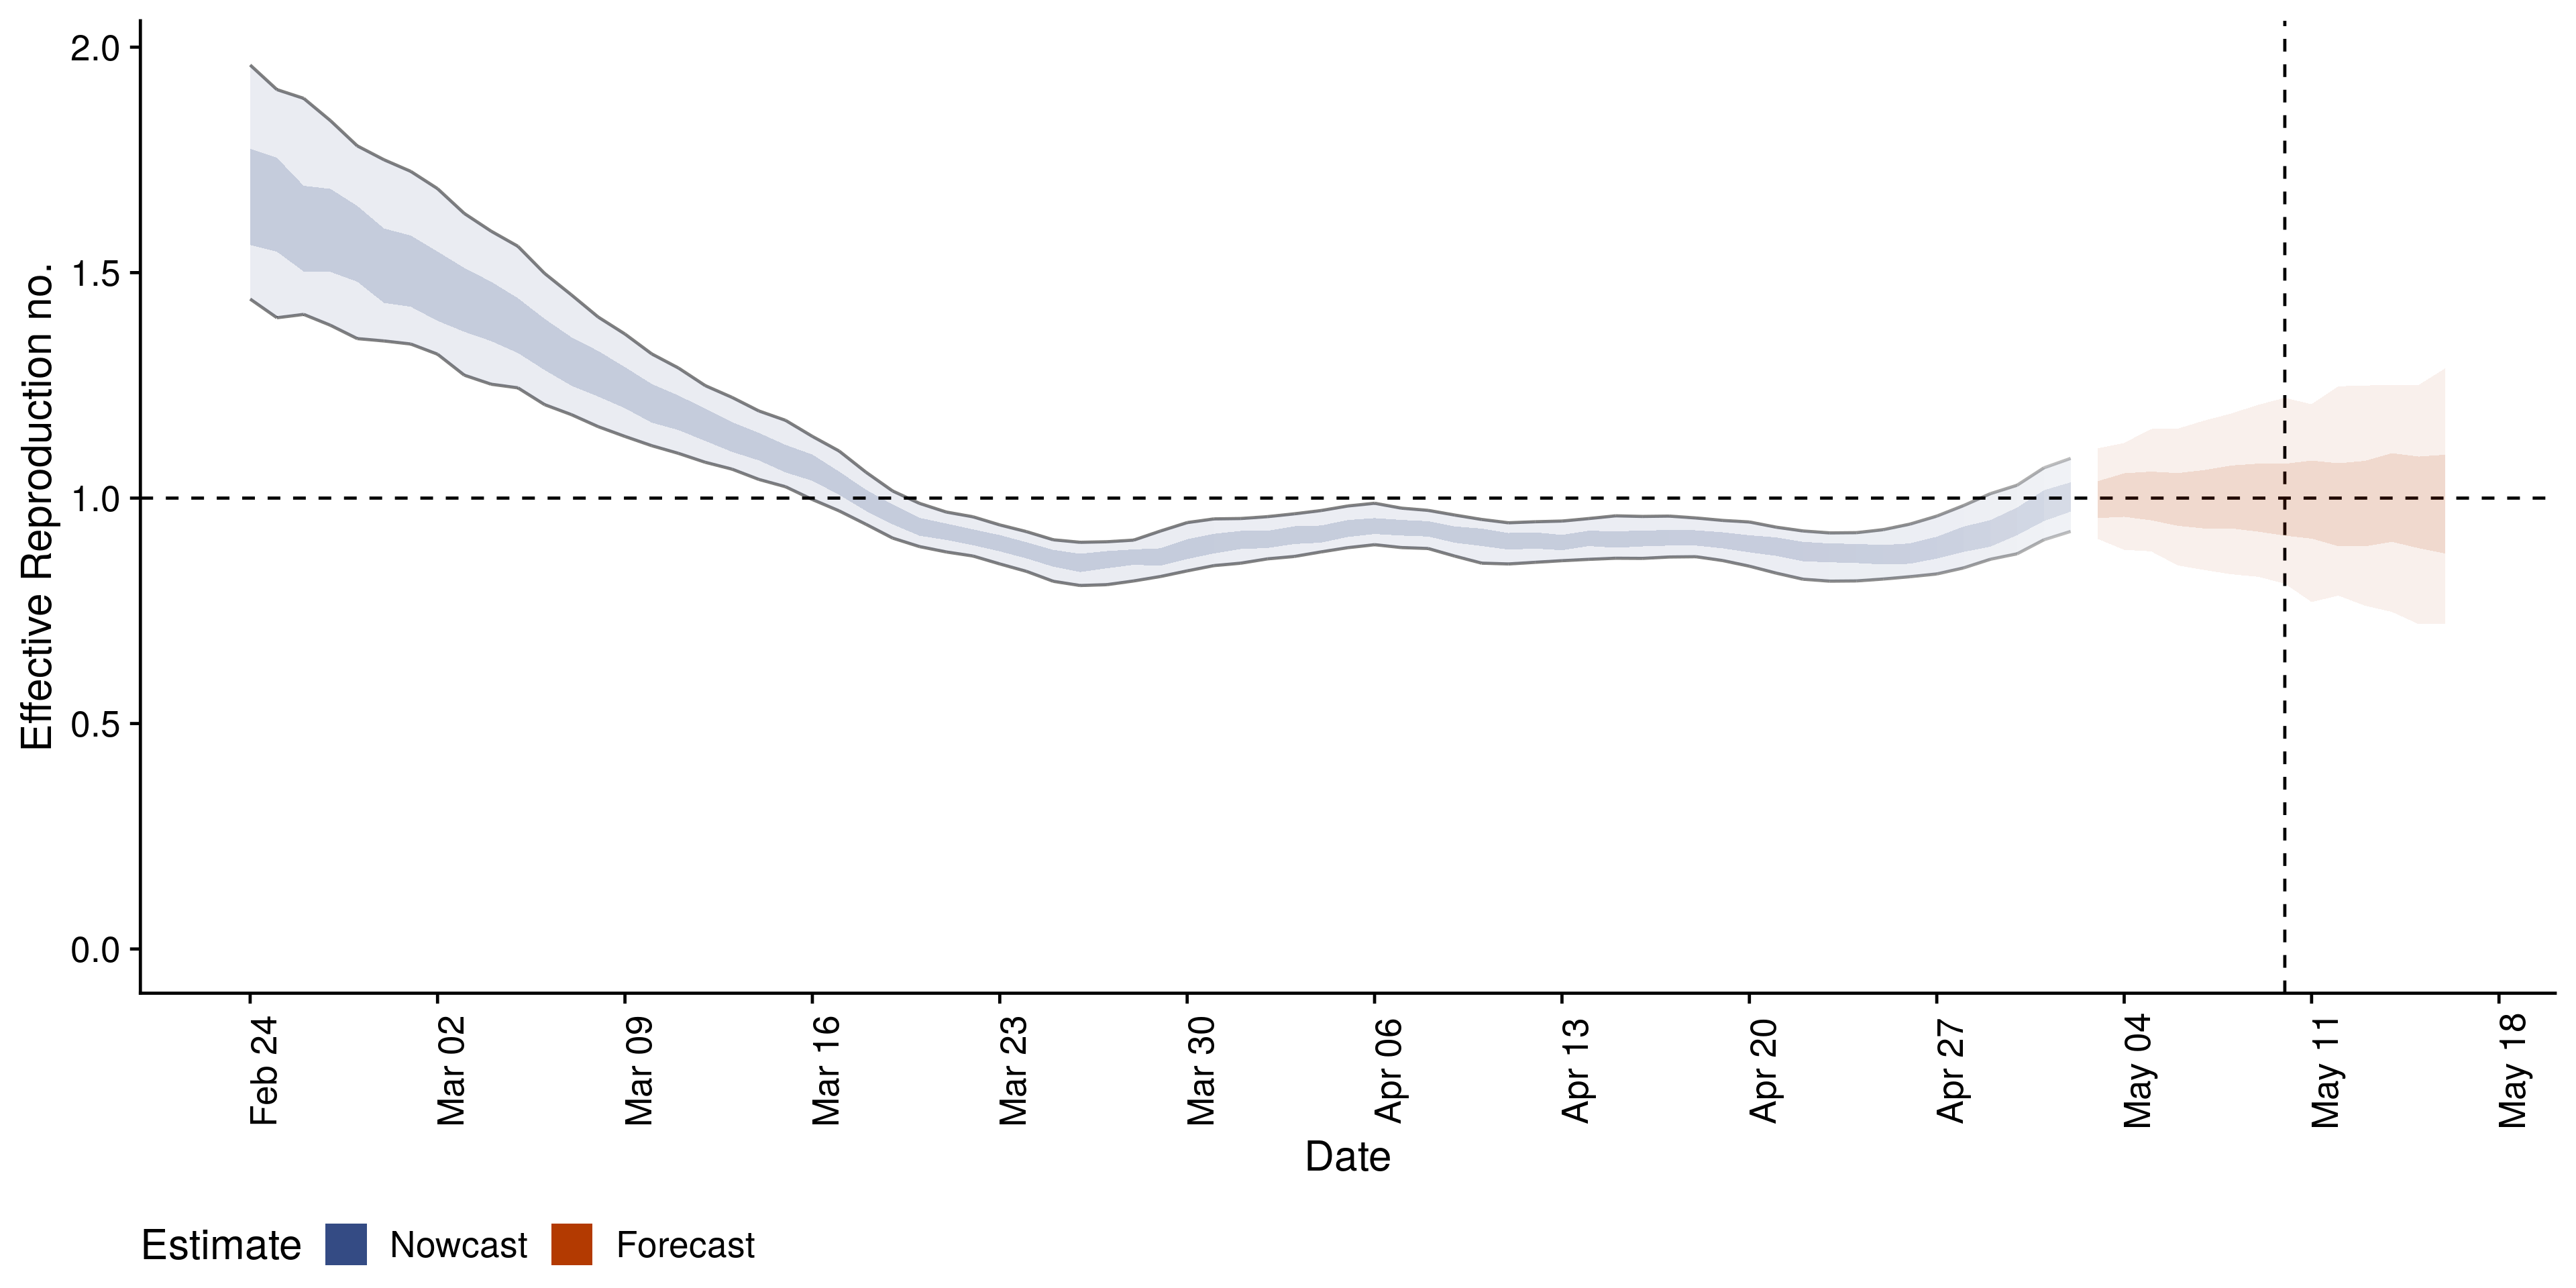 Effective Reproduction no.
2.0
1.5
1.0
0.5
0.0
Feb 24
Mar 02
Mar 09
Mar 16
Mar 23
Mar 30
Apr 06
Apr 13
Apr 20
Apr 27
May 04
May 11
May 18
Date
Estimate Nowcast Forecast